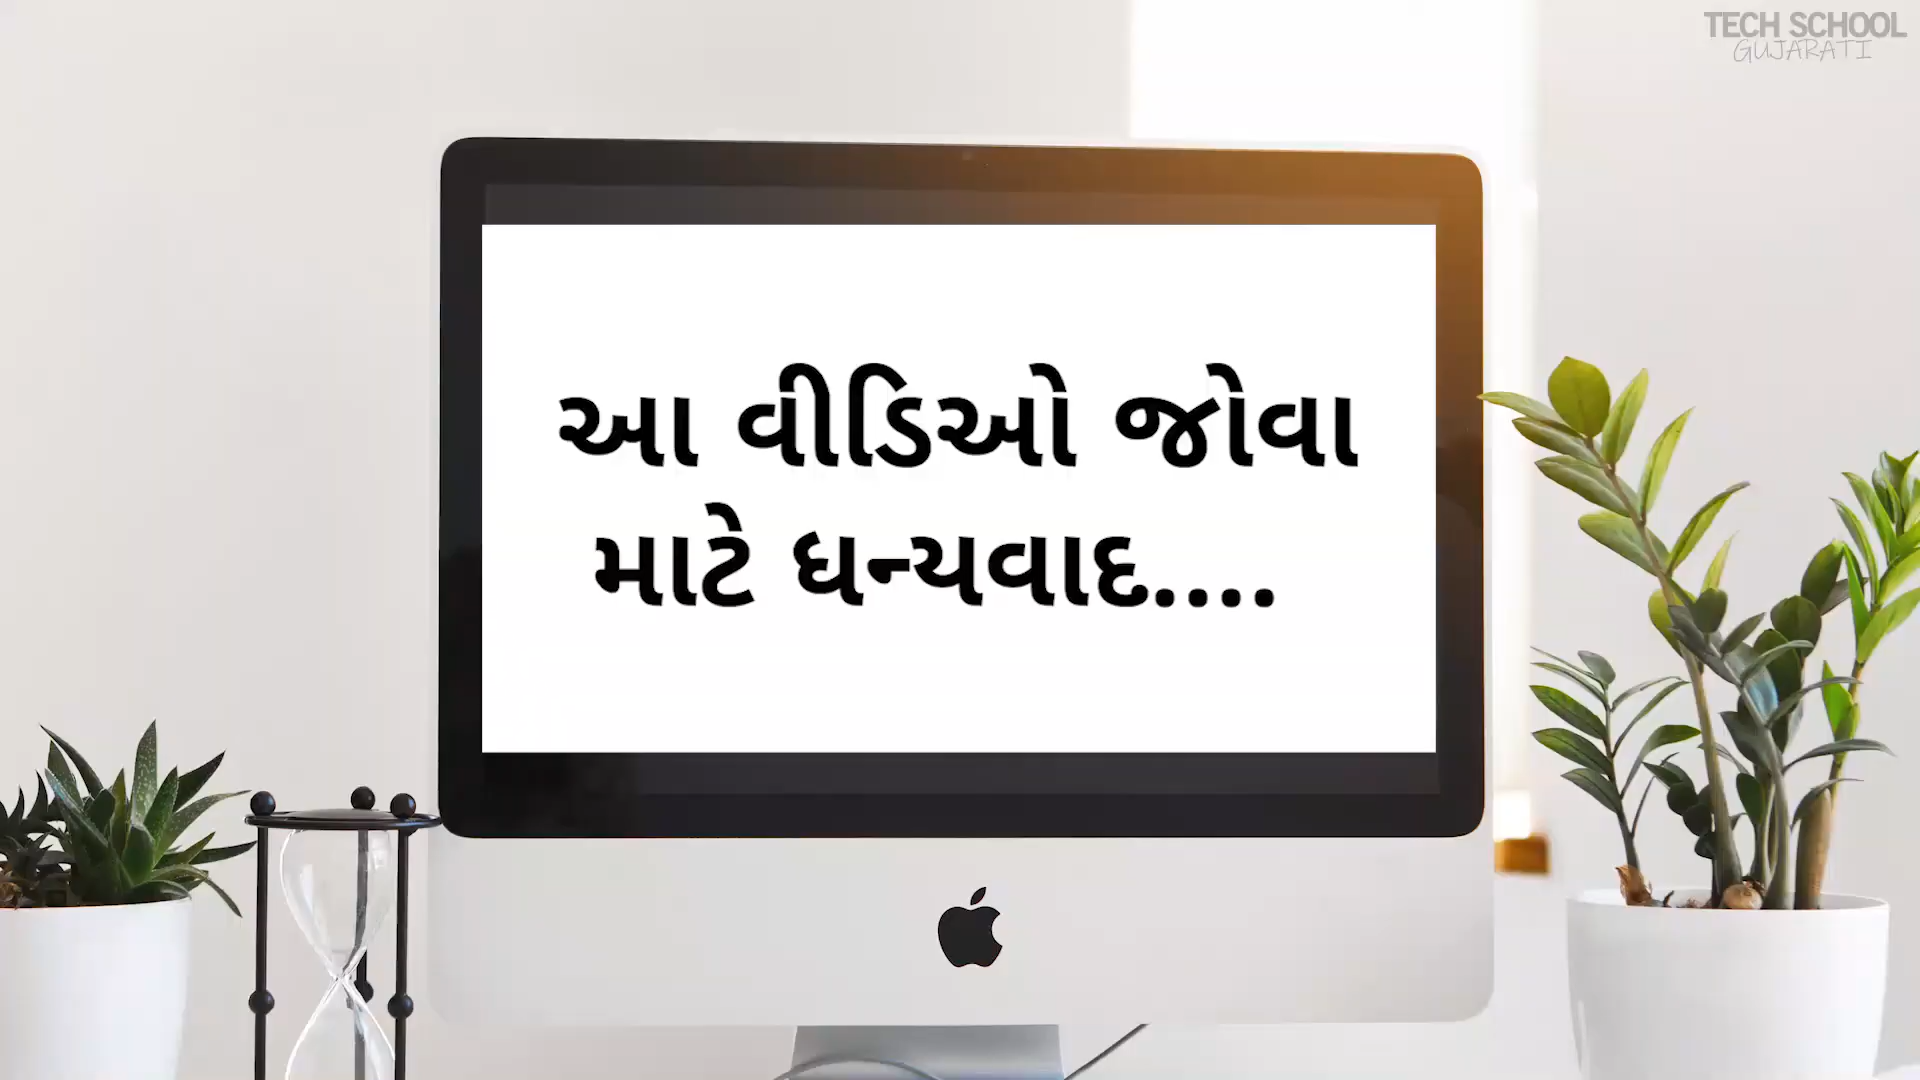 TECH SCHOOL
GUJARATI
આ વીડિઓ જોવા
માટે ધન્યવાદ....